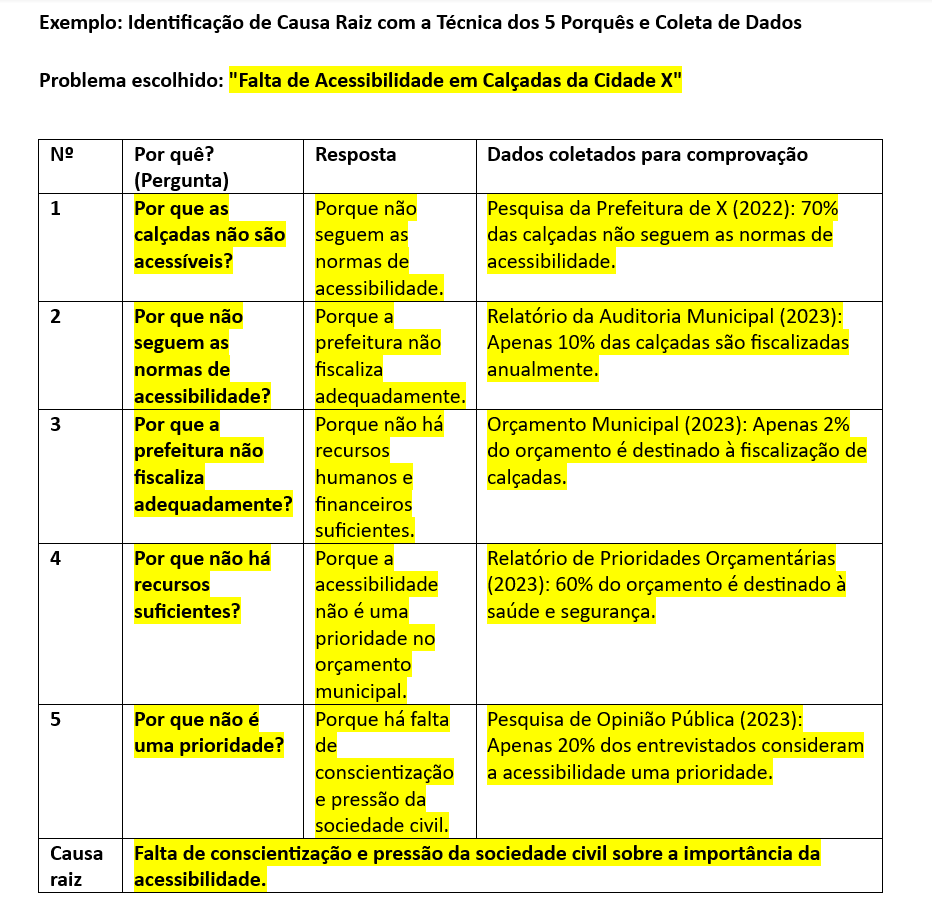 Exemplo: Identificação de Causa Raiz com a Técnica dos 5 Porquês e Coleta de Dados
Problema escolhido: "Falta de Acessibilidade em Calçadas da Cidade X"
Nº
Por quê?
(Pergunta)
Resposta
Dados coletados para comprovação
1
Por que as
calçadas não são
acessíveis?
Porque não
seguem as
normas de
acessibilidade.
Pesquisa da Prefeitura de X (2022): 70%
das calçadas não seguem as normas de
acessibilidade.
2
Por que não
seguem as
normas de
acessibilidade?
Porque a
prefeitura não
fiscaliza
adequadamente.
Relatório da Auditoria Municipal (2023):
Apenas 10% das calçadas são fiscalizadas
anualmente.
3
Por que a
prefeitura não
fiscaliza
adequadamente?
Porque não há
recursos
humanos e
financeiros
suficientes.
Orçamento Municipal (2023): Apenas 2%
do orçamento é destinado à fiscalização de
calçadas.
4
Por que não há
recursos
suficientes?
Porque a
acessibilidade
não é uma
prioridade no
orçamento
municipal.
Relatório de Prioridades Orçamentárias
(2023): 60% do orçamento é destinado à
saúde e segurança.
5
Por que não é
uma prioridade?
Porque há falta
de
conscientização
e pressão da
sociedade civil.
Pesquisa de Opinião Pública (2023):
Apenas 20% dos entrevistados consideram
a acessibilidade uma prioridade.
Causa
raiz
Falta de conscientização e pressão da sociedade civil sobre a importância da
acessibilidade.